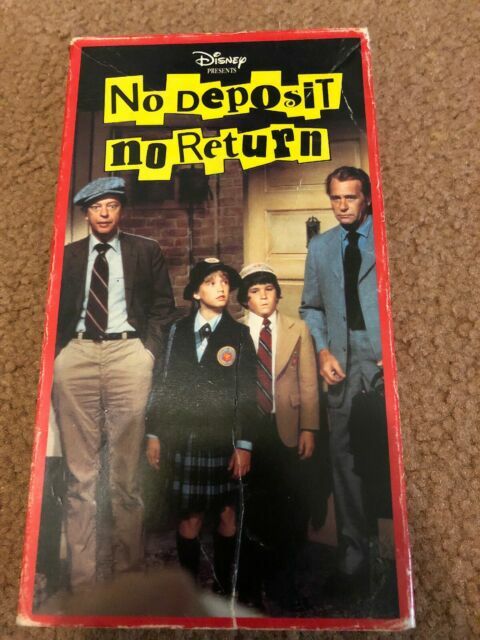 Disney
PRESENTS
No DepoSiT
no Return